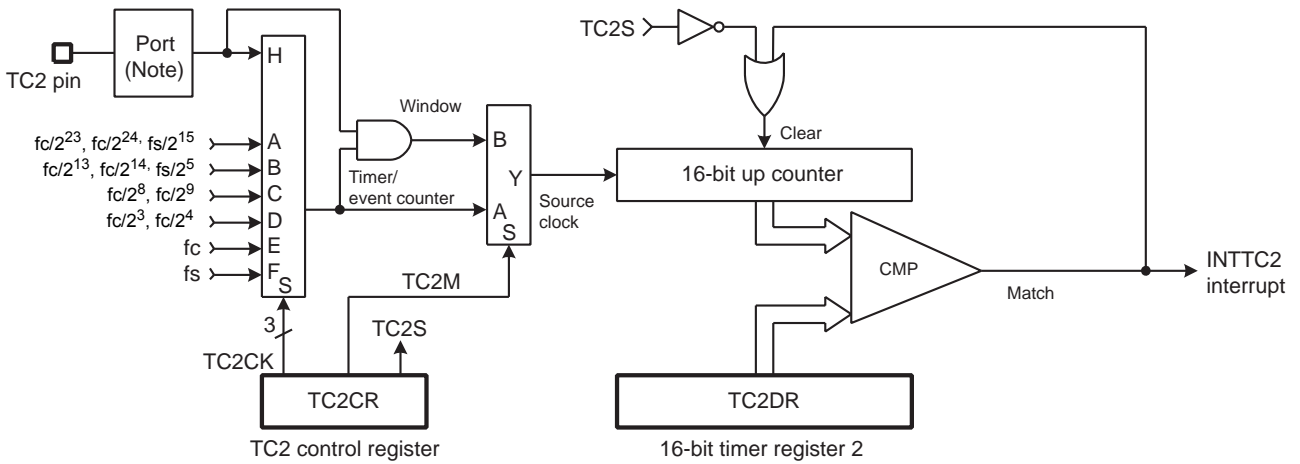 Port
(Note)
TC2 pin
H
fc/2^23, fc/2^24, fs/2^15
A
fc/2^13, fc/2^14, fs/2^5
B
fc/2^8, fc/2^9
C
fc/2^3, fc/2^4
D
fc
E
fs
F
S
3
TC2CK
Window
Timer/
event counter
B
Y
A
S
Source
clock
TC2M
TC2S
TC2CR
TC2 control register
TC2S
Clear
16-bit up counter
CMP
Match
INTTC2
interrupt
TC2DR
16-bit timer register 2